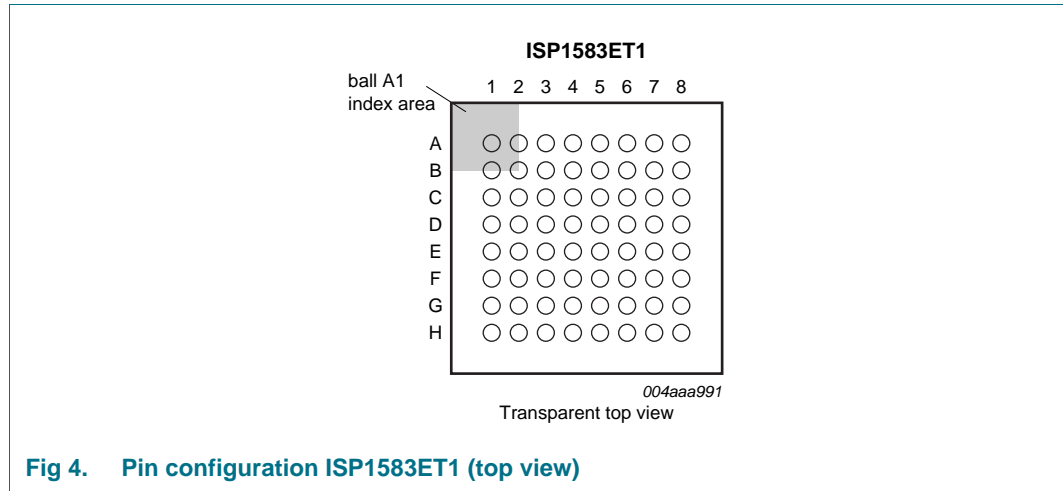 ISP1583ET1
ball A1
index area
1 2 3 4 5 6 7 8
A
B
C
D
E
F
G
H
004aaa991
Transparent top view
Fig 4. Pin configuration ISP1583ET1 (top view)